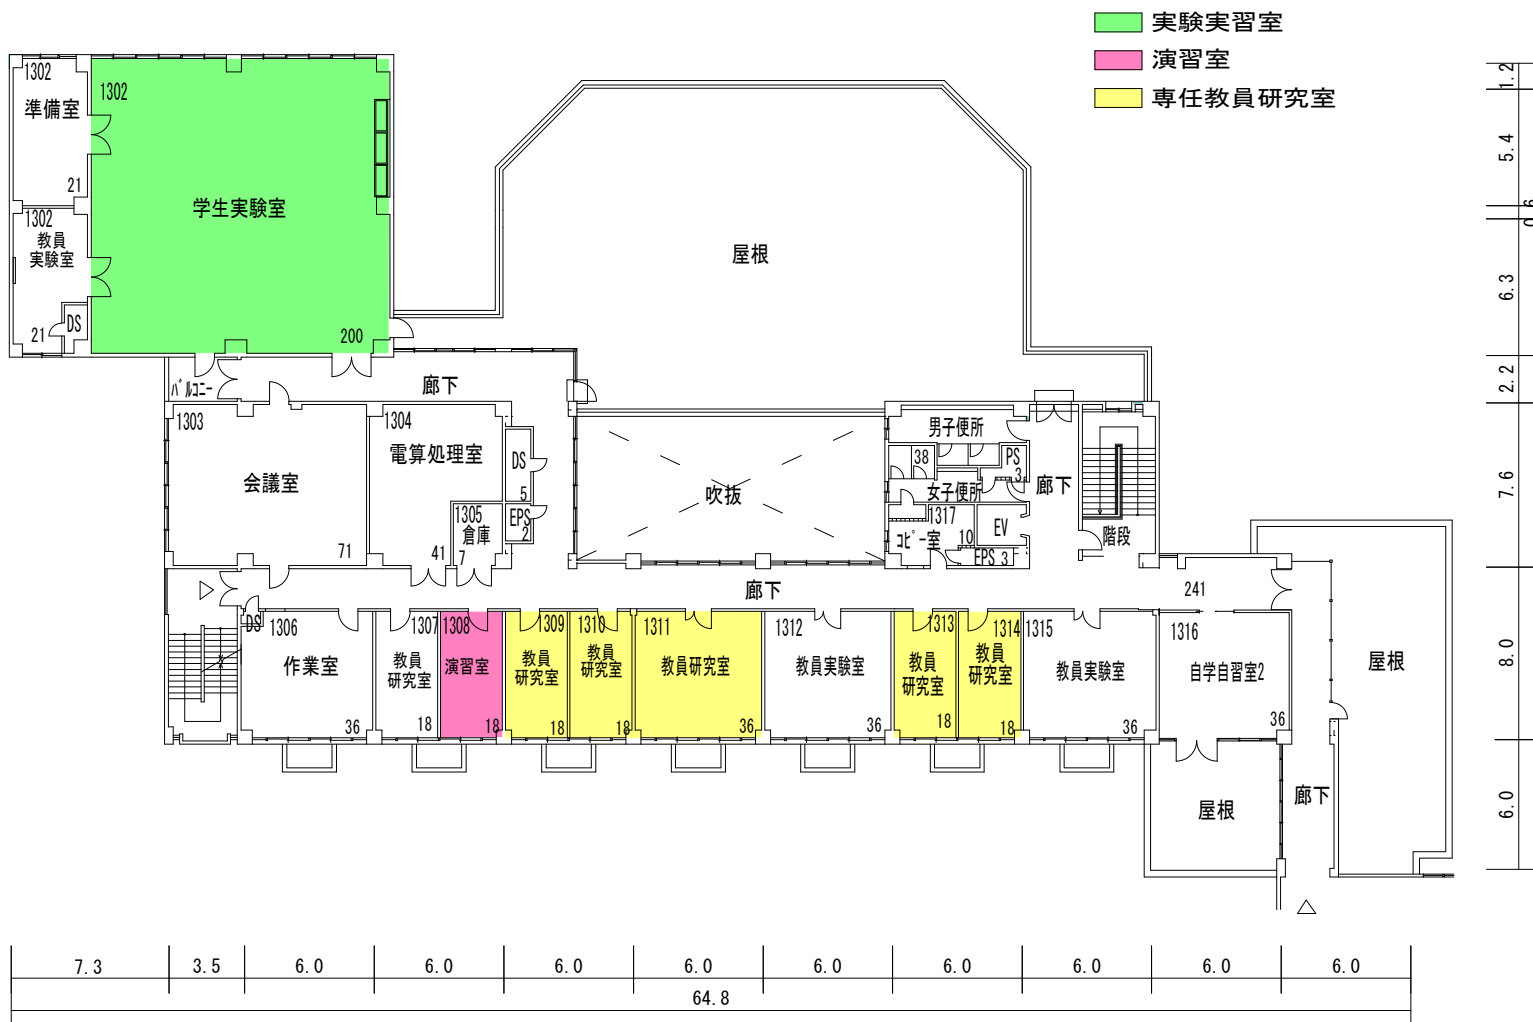 実験実習室
演習室
専任教員研究室
1302
準備室
21
1302
教員
実験室
21
DS
1302
学生実験室
200
屋根
バルコニー
廊下
1303
会議室
71
1304
電算処理室
41
1305
倉庫
7
DS
5
EPS
2
吹抜
男子便所
38
PS
3
女子便所
1317
コピー室
10
EV
EPS 3
廊下
階段
廊下
241
DS
1306
作業室
36
1307
教員
研究室
18
1308
演習室
18
1309
教員
研究室
18
1310
教員
研究室
18
1311
教員研究室
36
1312
教員実験室
36
1313
教員
研究室
18
1314
教員
研究室
18
1315
教員実験室
36
1316
自学自習室2
36
屋根
屋根
廊下
1.2
5.4
0.6
6.3
2.2
7.6
8.0
6.0
7.3
3.5
6.0
6.0
6.0
6.0
6.0
6.0
6.0
6.0
6.0
64.8